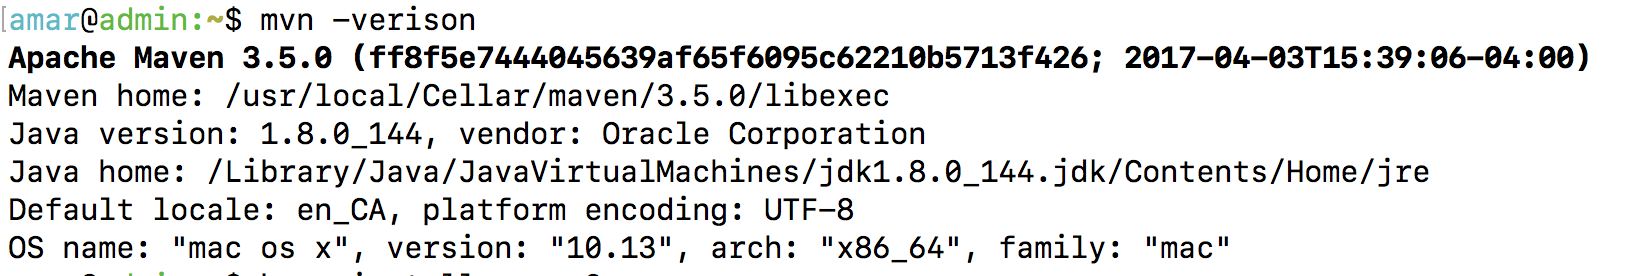 amar@admin:~$ mvn -verison
Apache Maven 3.5.0 (ff8f5e7444045639af65f6095c62210b5713f426; 2017-04-03T15:39:06-04:00)
Maven home: /usr/local/Cellar/maven/3.5.0/libexec
Java version: 1.8.0_144, vendor: Oracle Corporation
Java home: /Library/Java/JavaVirtualMachines/jdk1.8.0_144.jdk/Contents/Home/jre
Default locale: en_CA, platform encoding: UTF-8
OS name: "mac os x", version: "10.13", arch: "x86_64", family: "mac"